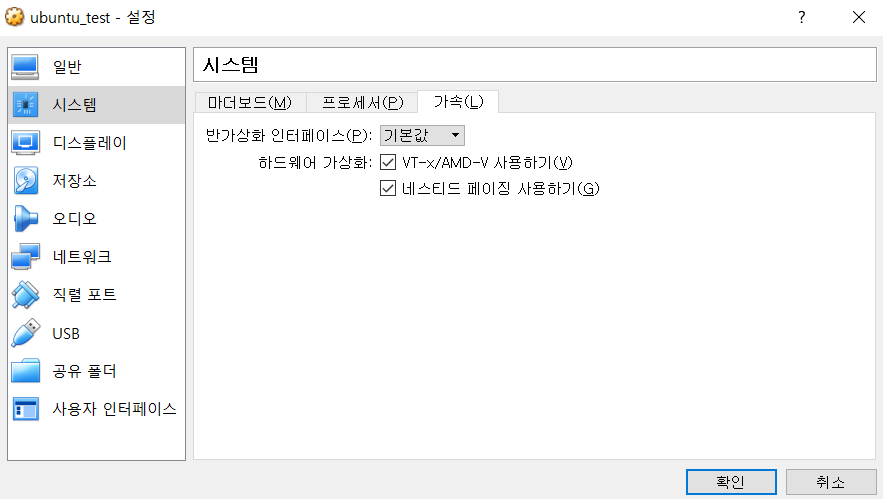 ubuntu_test - 설정
?
일반
시스템
디스플레이
저장소
오디오
네트워크
직렬 포트
USB
공유 폴더
사용자 인터페이스
시스템
마더보드(M) 프로세서(P) 가속(L)
반가상화 인터페이스(P): 기본값
하드웨어 가상화: VT-x/AMD-V 사용하기(V)
네스티드 페이징 사용하기(G)
확인 취소